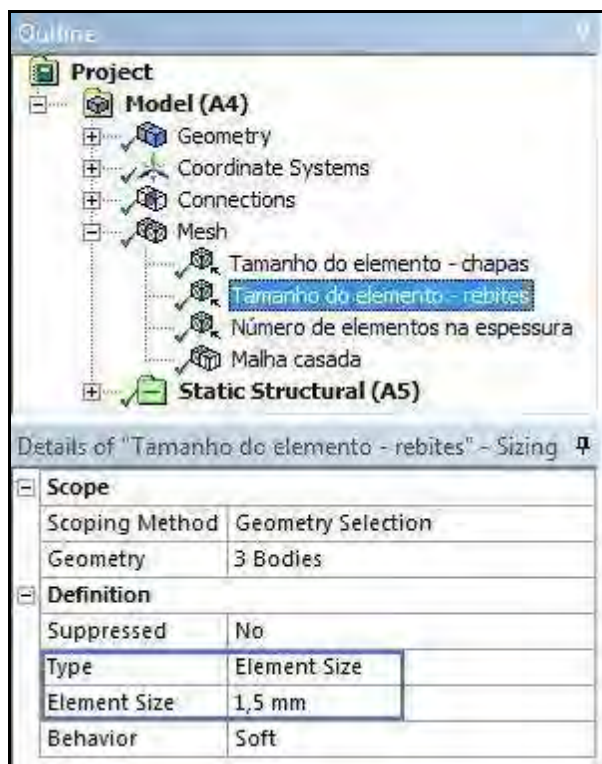 Outline
Project
Model (A4)
Geometry
Coordinate Systems
Connections
Mesh
Tamanho do elemento - chapas
Tamanho do elemento - rebites
Número de elementos na espessura
Malha casada
Static Structural (A5)
Details of "Tamanho do elemento - rebites" - Sizing
Scope
Scoping Method Geometry Selection
Geometry 3 Bodies
Definition
Suppressed No
Type Element Size
Element Size 1,5 mm
Behavior Soft